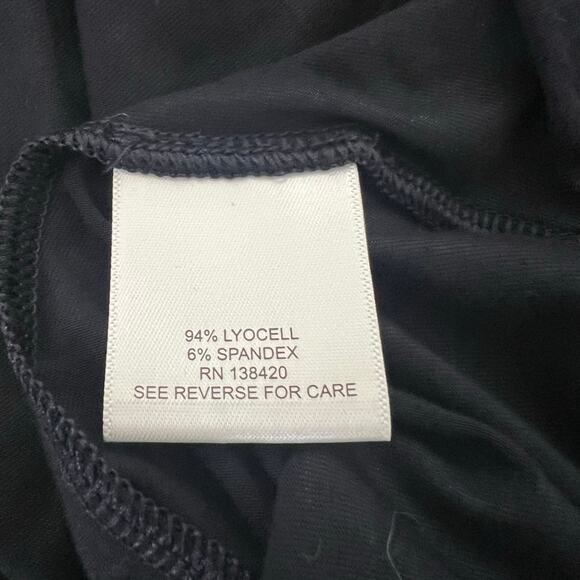 94% LYOCELL
6% SPANDEX
RN 138420
SEE REVERSE FOR CARE